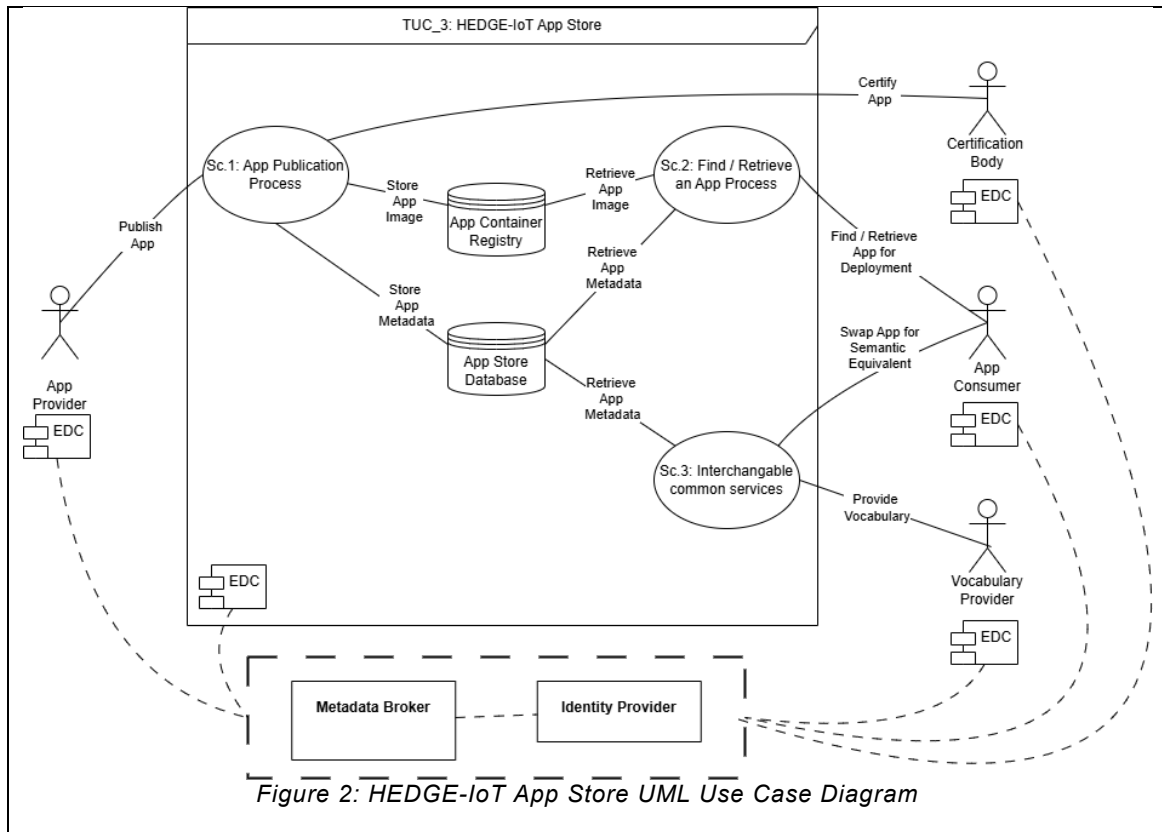 TUC_3: HEDGE-IoT App Store
Certify
App
Certification
Body
EDC
Sc.1: App Publication
Process
Store
App
Image
App Container
Registry
Retrieve
App
Image
Sc.2: Find / Retrieve
an App Process
Publish
App
Find / Retrieve
App for
Deployment
Retrieve
App
Metadata
Store
App
Metadata
App Store
Database
App
Provider
EDC
Swap App for
Semantic
Equivalent
App
Consumer
EDC
Retrieve
App
Metadata
Sc.3: Interchangable
common services
Provide
Vocabulary
Vocabulary
Provider
EDC
EDC
Metadata Broker
Identity Provider
Figure 2: HEDGE-IoT App Store UML Use Case Diagram